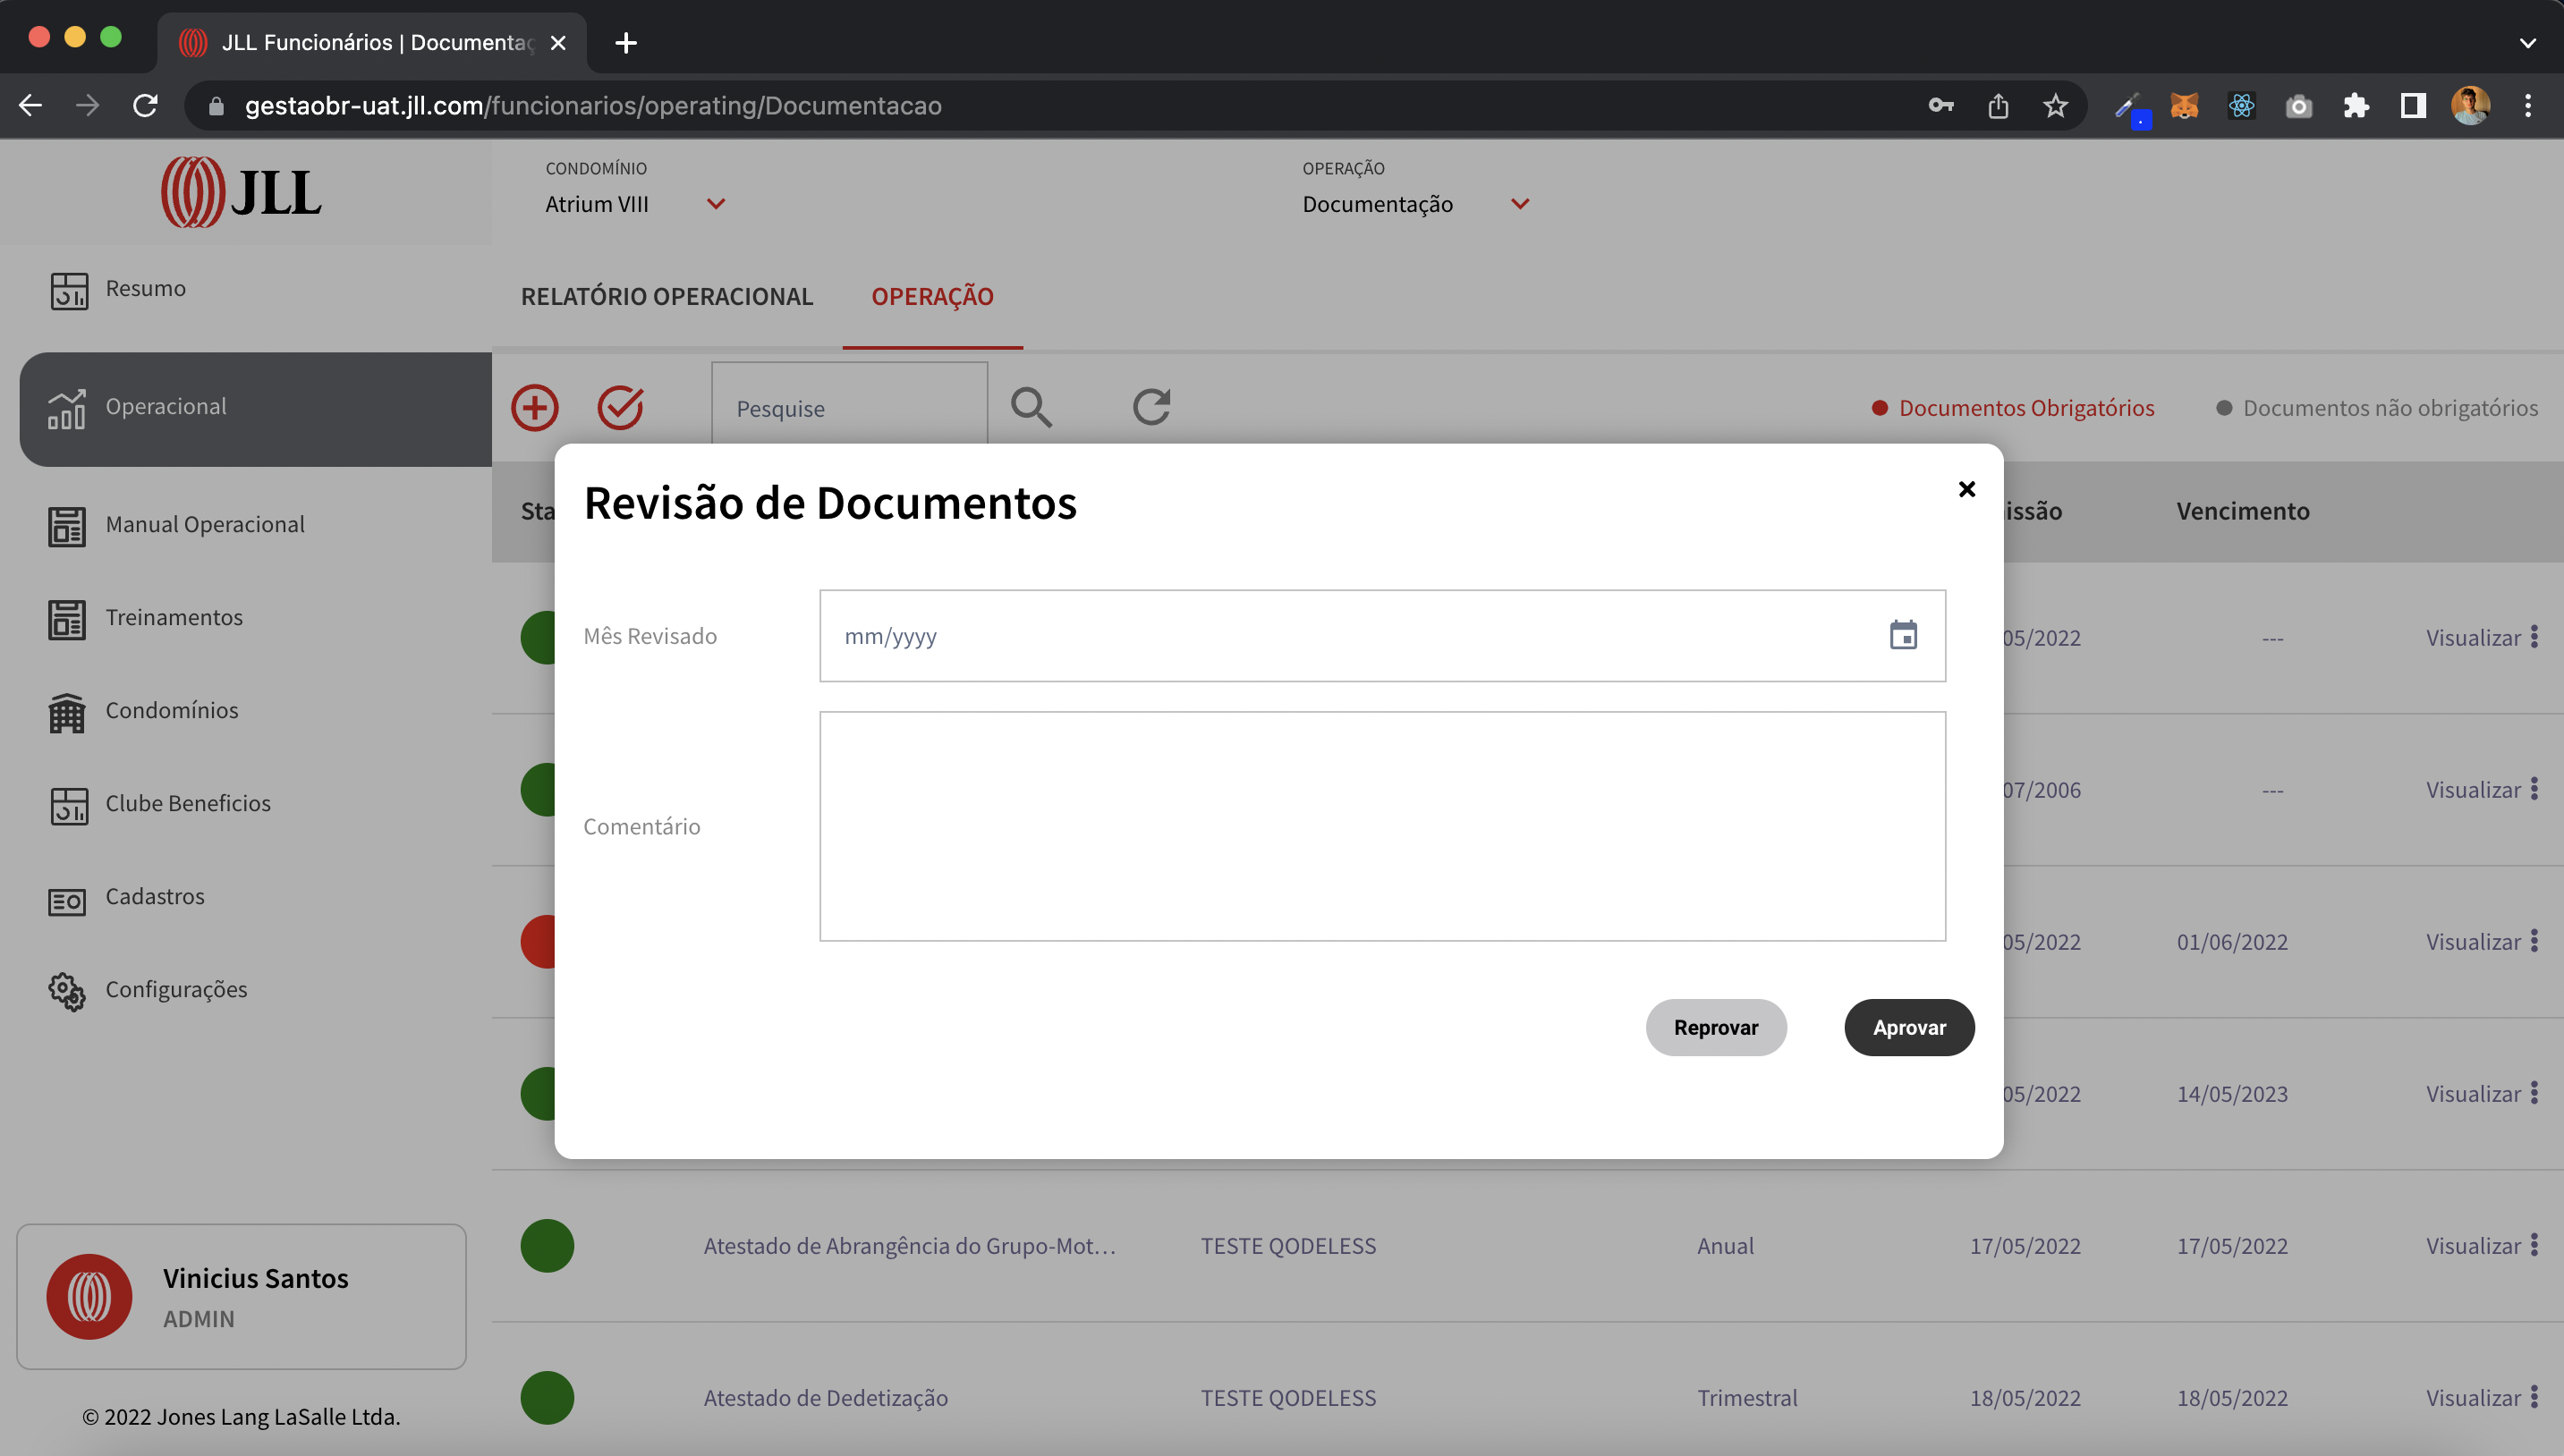 JLL Funcionários | Documentaç
gestaobr-uat.jll.com/funcionarios/operating/Documentacao
JLL
CONDOMÍNIO
Atrium VIII
OPERAÇÃO
Documentação
Resumo
RELATÓRIO OPERACIONAL
OPERAÇÃO
Operacional
Pesquise
Documentos Obrigatórios
Documentos não obrigatórios
Revisão de Documentos
Sta
issão
Vencimento
Manual Operacional
Treinamentos
Condomínios
Clube Beneficios
Cadastros
Configurações
Mês Revisado
mm/yyyy
Comentário
Reprovar
Aprovar
05/2022 --- Visualizar
07/2006 --- Visualizar
05/2022 01/06/2022 Visualizar
05/2022 14/05/2023 Visualizar
Atestado de Abrangência do Grupo-Mot... TESTE QODELESS Anual 17/05/2022 17/05/2022 Visualizar
Atestado de Dedetização TESTE QODELESS Trimestral 18/05/2022 18/05/2022 Visualizar
Vinicius Santos
ADMIN
© 2022 Jones Lang LaSalle Ltda.